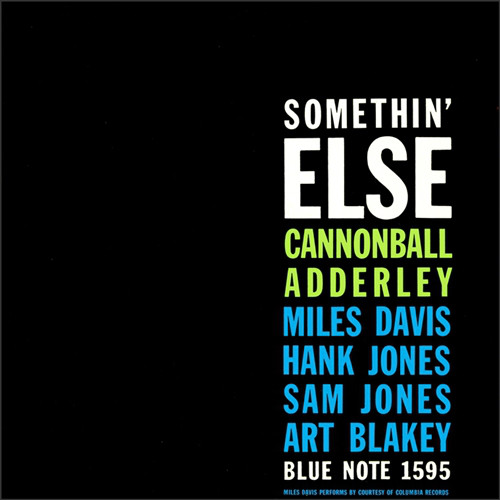 SOMETHIN'
ELSE
CANNONBALL
ADDERLEY
MILES DAVIS
HANK JONES
SAM JONES
ART BLAKEY
BLUE NOTE 1595
MILES DAVIS PERFORMS BY COURTESY OF COLUMBIA RECORDS